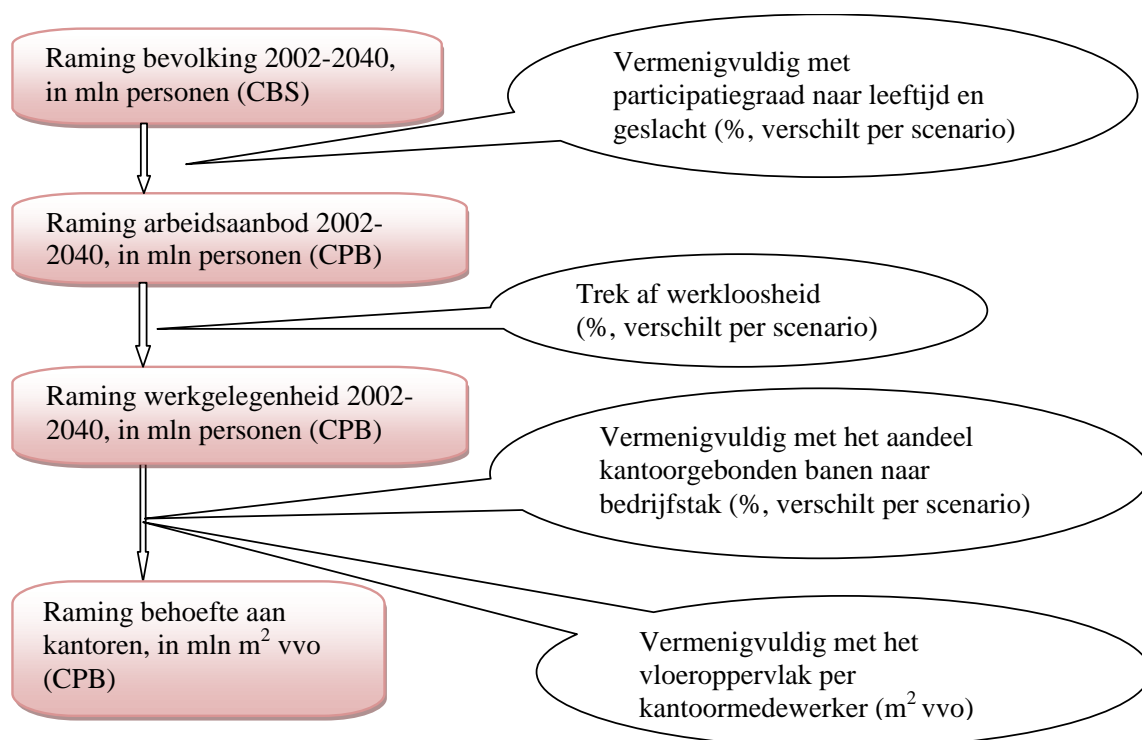 Raming bevolking 2002-2040,
in mln personen (CBS)
Vermenigvuldig met
participatiegraad naar leeftijd en
geslacht (%, verschilt per scenario)
Raming arbeidsaanbod 2002-
2040, in mln personen (CPB)
Trek af werkloosheid
(%, verschilt per scenario)
Raming werkgelegenheid 2002-
2040, in mln personen (CPB)
Vermenigvuldig met het aandeel
kantoorgebonden banen naar
bedrijfstak (%, verschilt per scenario)
Raming behoefte aan
kantoren, in mln m² vvo
(CPB)
Vermenigvuldig met het
vloeroppervlak per
kantoormedewerker (m² vvo)